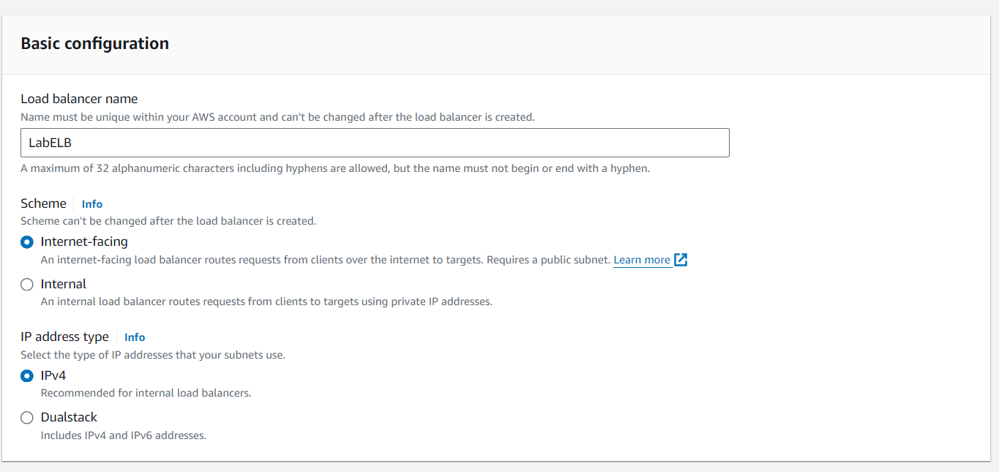 Basic configuration
Load balancer name
Name must be unique within your AWS account and can't be changed after the load balancer is created.
LabELB
A maximum of 32 alphanumeric characters including hyphens are allowed, but the name must not begin or end with a hyphen.
Scheme Info
Scheme can't be changed after the load balancer is created.
Internet-facing
An internet-facing load balancer routes requests from clients over the internet to targets. Requires a public subnet. Learn more
Internal
An internal load balancer routes requests from clients to targets using private IP addresses.
IP address type Info
Select the type of IP addresses that your subnets use.
IPv4
Recommended for internal load balancers.
Dualstack
Includes IPv4 and IPv6 addresses.